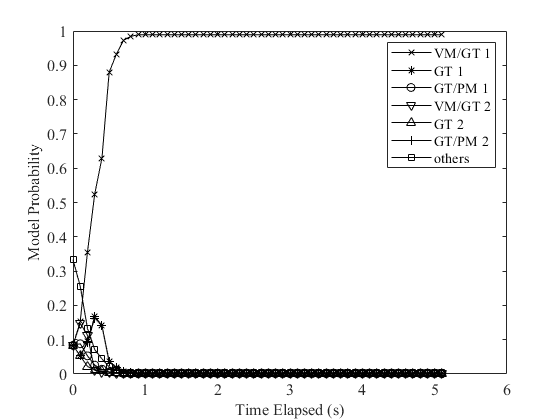 1
0.9
0.8
0.7
0.6
0.5
0.4
0.3
0.2
0.1
0
Model Probability
VM/GT 1
GT 1
GT/PM 1
VM/GT 2
GT 2
GT/PM 2
others
0 1 2 3 4 5 6
Time Elapsed (s)